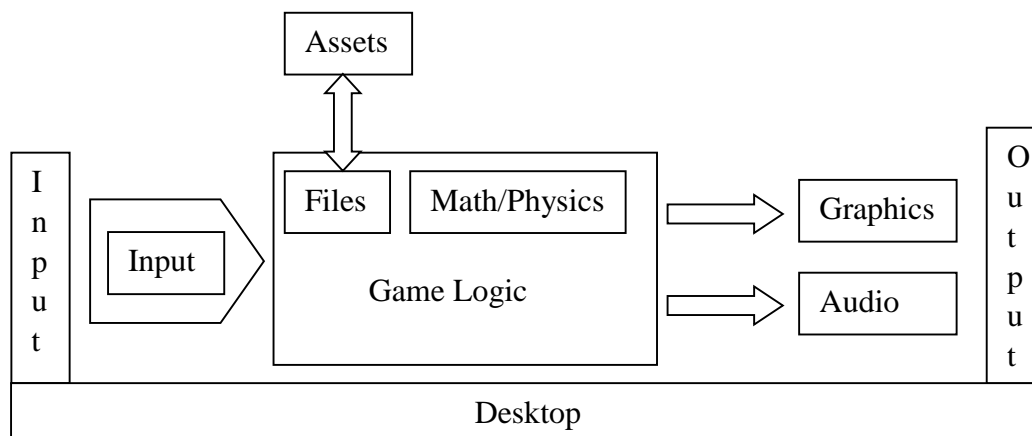 Assets
I
n
p
u
t
Input
Files
Math/Physics
Game Logic
Graphics
Audio
O
u
t
p
u
t
Desktop